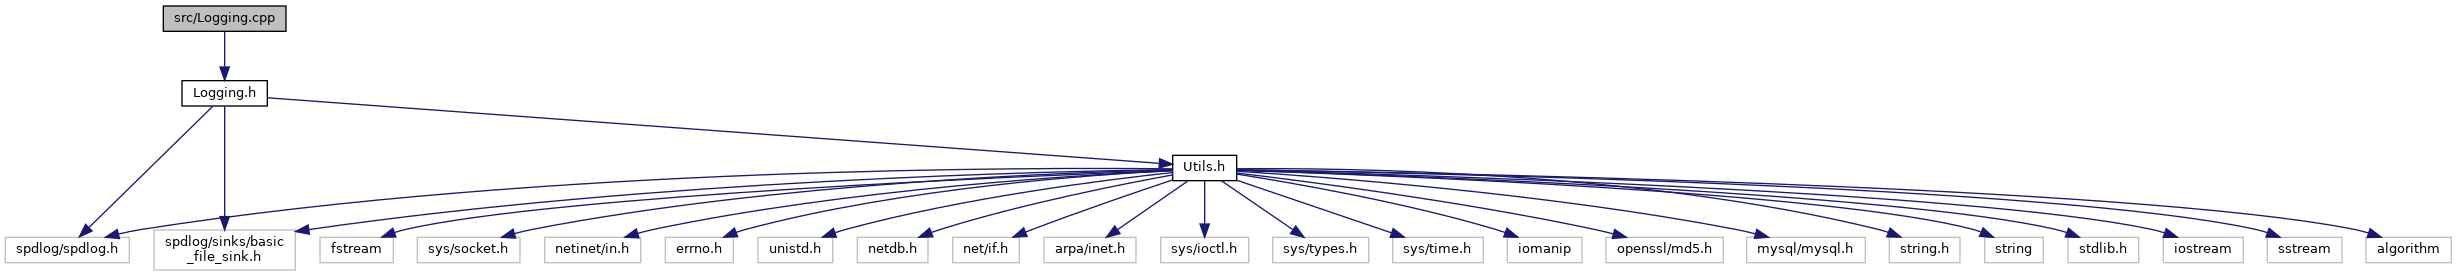 src/Logging.cpp
Logging.h
Utils.h
spdlog/spdlog.h
spdlog/sinks/basic
_file_sink.h
fstream
sys/socket.h
netinet/in.h
errno.h
unistd.h
netdb.h
net/if.h
arpa/inet.h
sys/ioctl.h
sys/types.h
sys/time.h
iomanip
openssl/md5.h
mysql/mysql.h
string.h
string
stdlib.h
iostream
sstream
algorithm